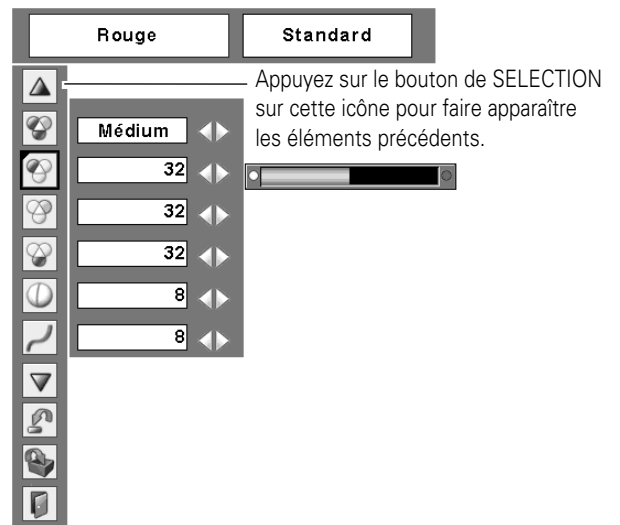 Rouge Standard
Appuyez sur le bouton de SELECTION
sur cette icône pour faire apparaître
les éléments précédents.
Médium
32
32
32
8
8